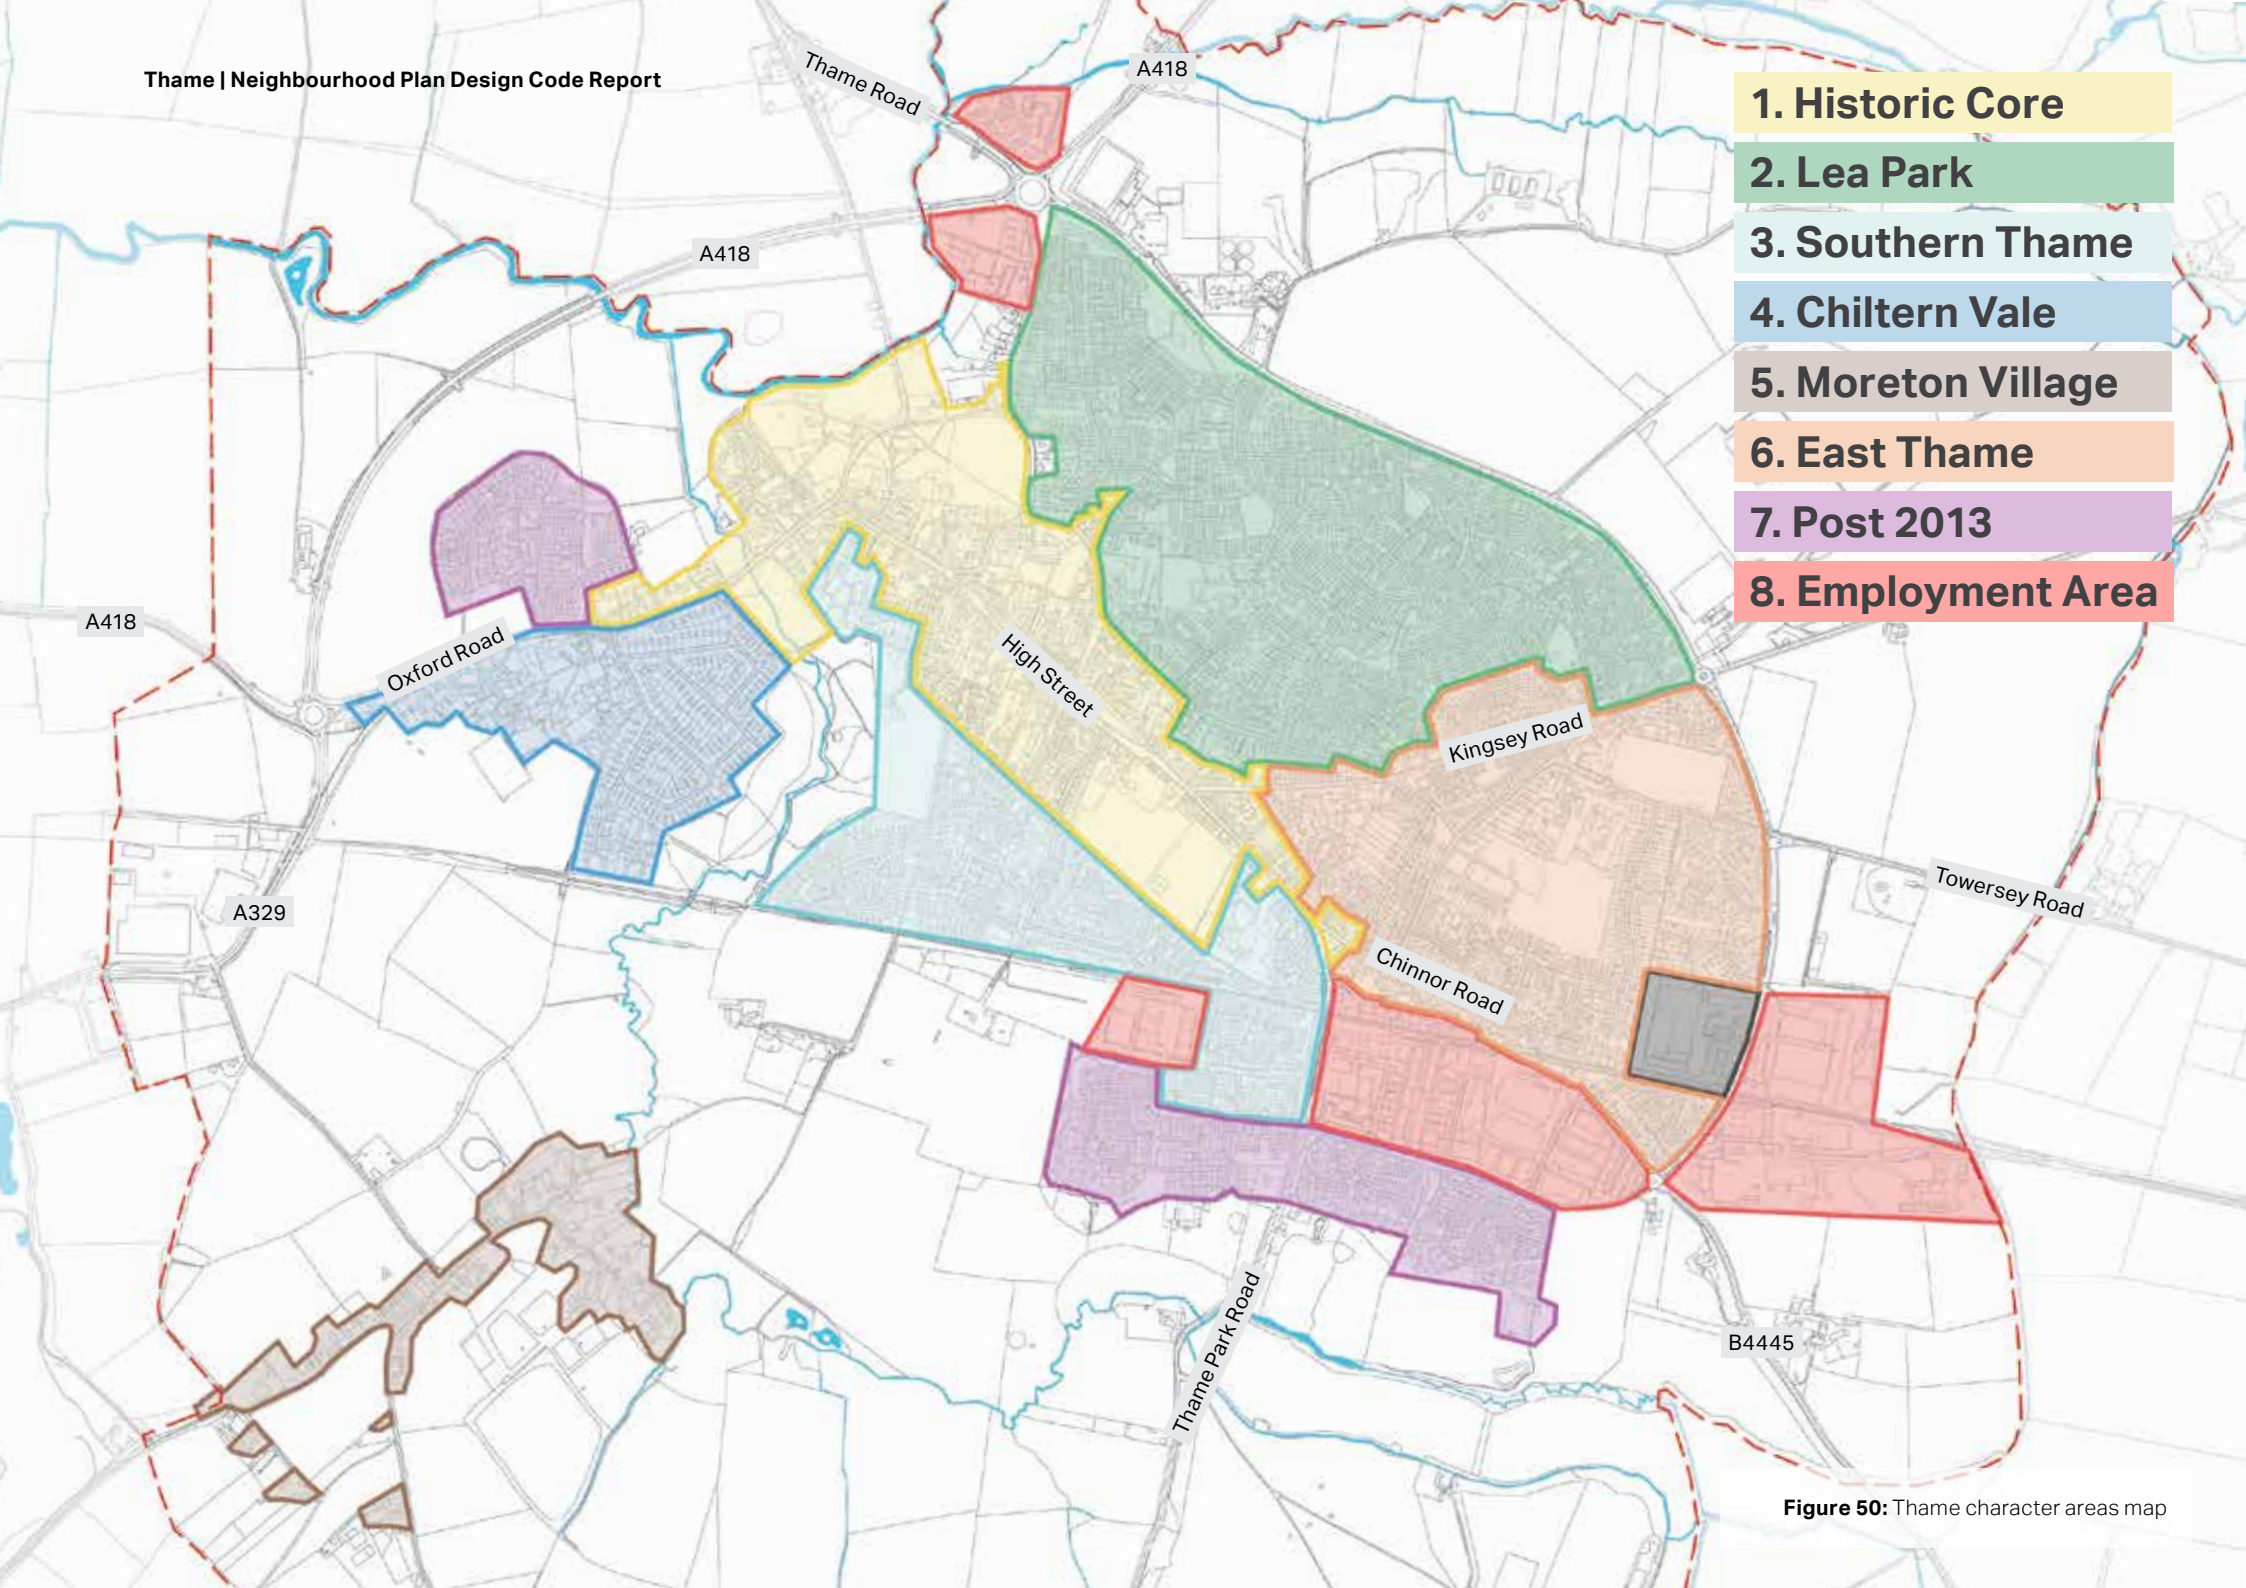 Thame | Neighbourhood Plan Design Code Report
Thame Road
A418
1. Historic Core
2. Lea Park
3. Southern Thame
4. Chiltern Vale
5. Moreton Village
6. East Thame
7. Post 2013
8. Employment Area
A418
A418
Oxford Road
High Street
Kingsey Road
A329
Towersey Road
Chinnor Road
Thame Park Road
B4445
Figure 50: Thame character areas map